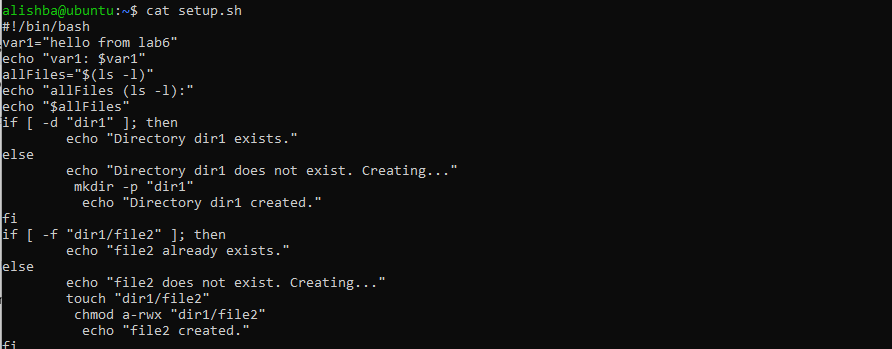 alishba@ubuntu:~$ cat setup.sh
#!/bin/bash
var1="hello from lab6"
echo "var1: $var1"
allFiles="$(ls -l)"
echo "allFiles (ls -l):"
echo "$allFiles"
if [ -d "dir1" ]; then
        echo "Directory dir1 exists."
else
        echo "Directory dir1 does not exist. Creating..."
         mkdir -p "dir1"
          echo "Directory dir1 created."
fi
if [ -f "dir1/file2" ]; then
        echo "file2 already exists."
else
        echo "file2 does not exist. Creating..."
        touch "dir1/file2"
         chmod a-rwx "dir1/file2"
          echo "file2 created."
fi